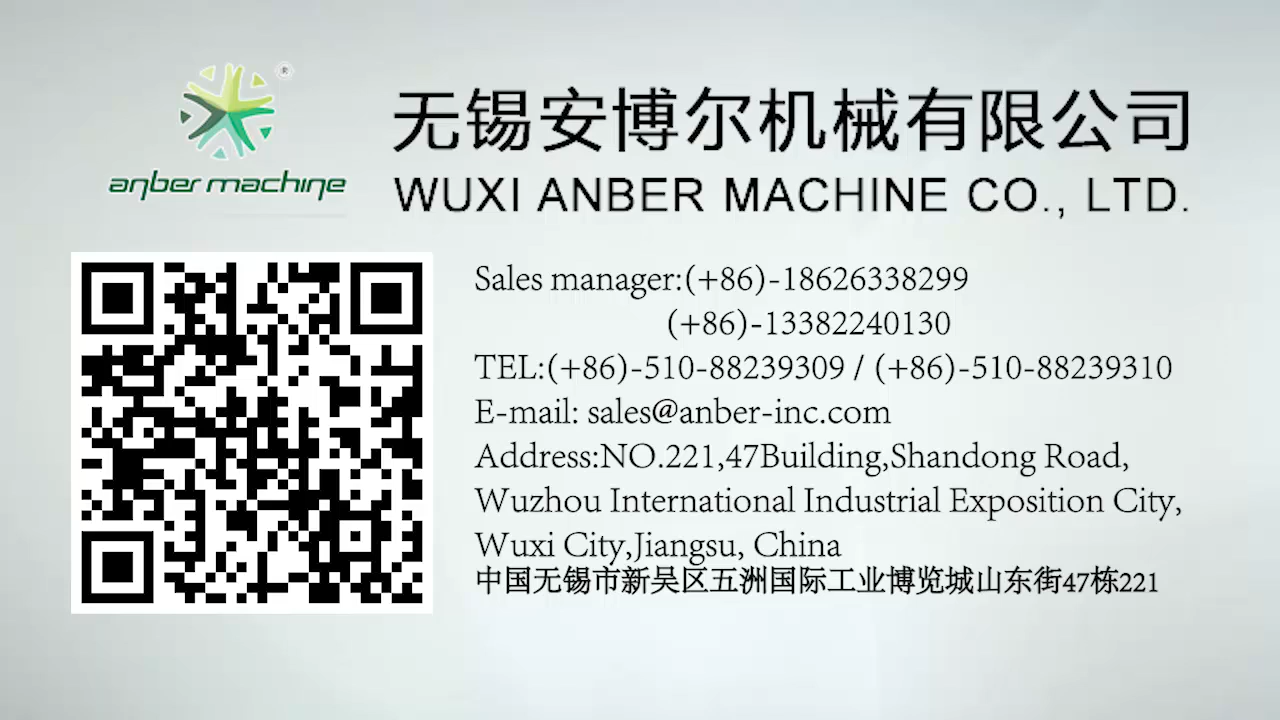 ®
anber machine
无锡安博尔机械有限公司
WUXI ANBER MACHINE CO., LTD.
Sales manager:(+86)-18626338299
(+86)-13382240130
TEL:(+86)-510-88239309 / (+86)-510-88239310
E-mail: sales@anber-inc.com
Address:NO.221,47Building,Shandong Road,
Wuzhou International Industrial Exposition City,
Wuxi City,Jiangsu, China
中国无锡市新吴区五洲国际工业博览城山东街47栋221